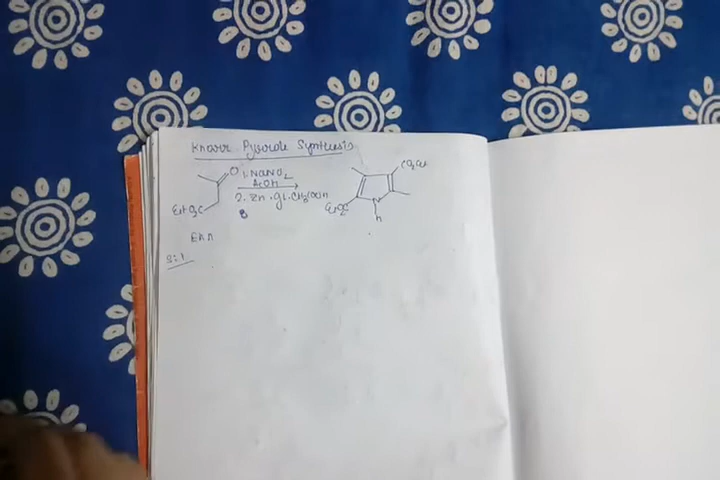 Knorr Pyrrole Synthesis
O 1. NaNO2 CO2Et
AcOH
EtO2C 2. Zn, gl. CH3COOH EtO2C N
H